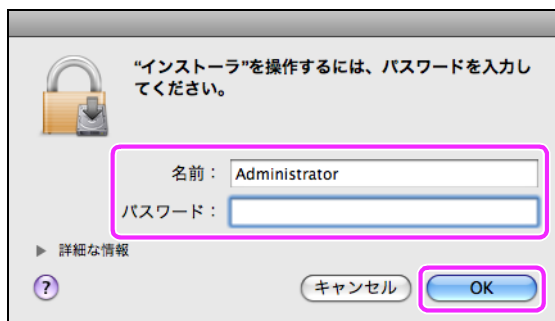 “インストーラ”を操作するには、パスワードを入力し
てください。
名前： Administrator
パスワード：
▶ 詳細な情報
?
キャンセル
OK